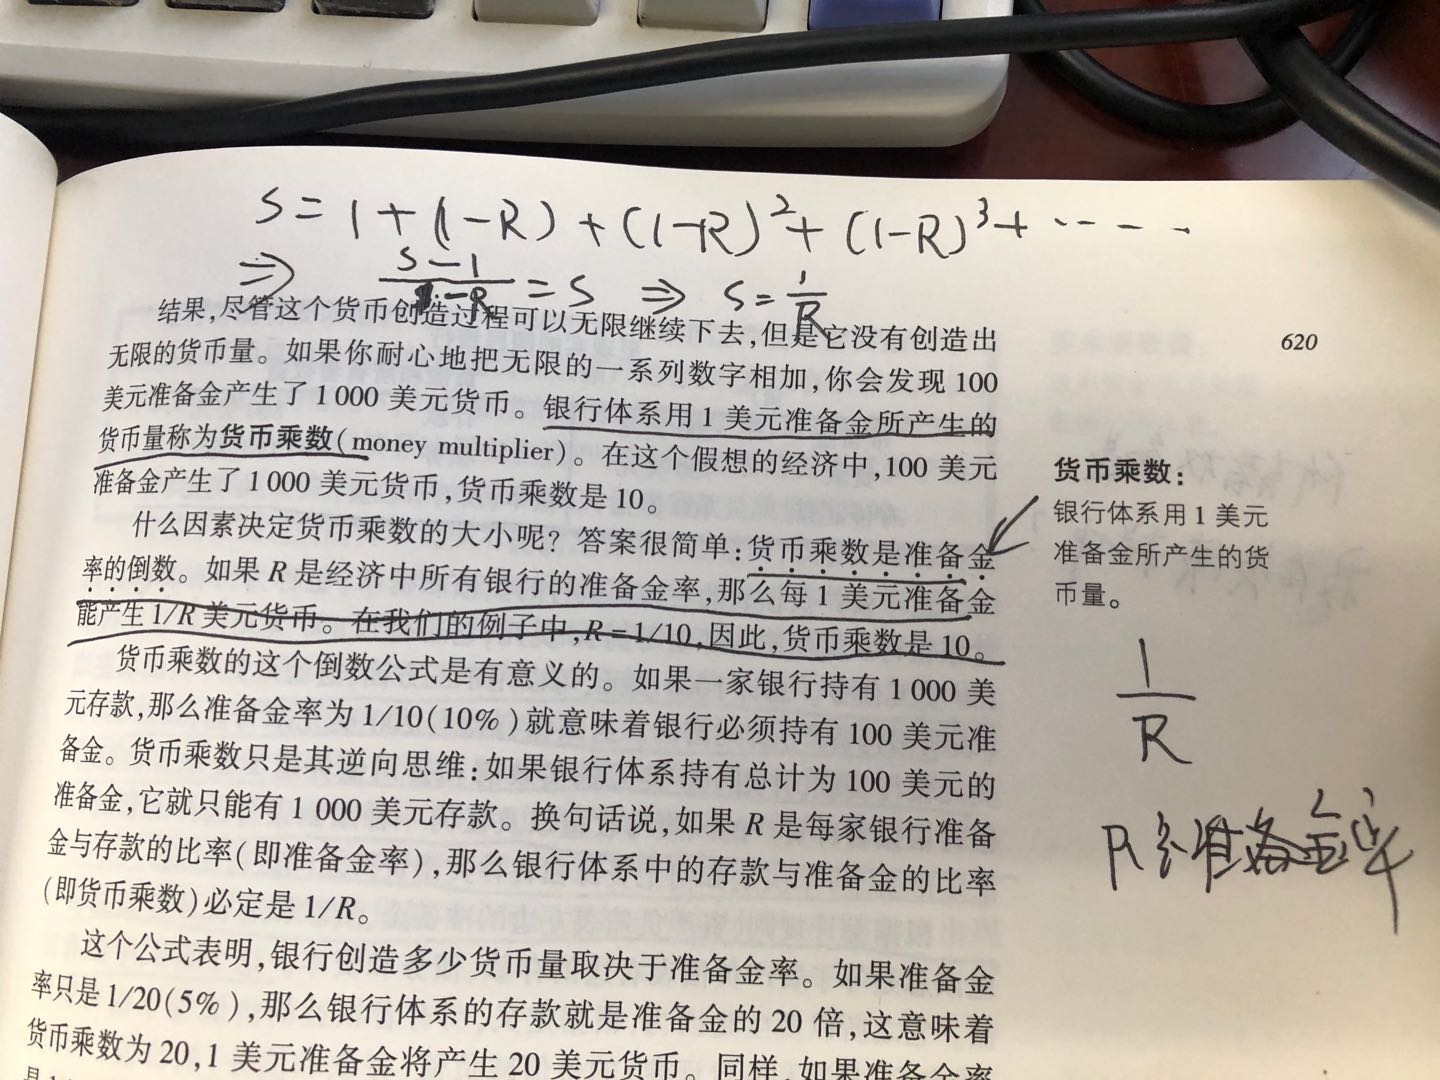 S = 1 + (1-R) + (1-R)² + (1-R)³ + ……
⇒ (S-1)/(1-R) = S ⇒ S = 1/R
结果,尽管这个货币创造过程可以无限继续下去,但是它没有创造出
无限的货币量。如果你耐心地把无限的一系列数字相加,你会发现 100
美元准备金产生了 1 000 美元货币。银行体系用 1 美元准备金所产生的
货币量称为货币乘数(money multiplier)。在这个假想的经济中,100 美元
准备金产生了 1 000 美元货币,货币乘数是 10。
什么因素决定货币乘数的大小呢? 答案很简单:货币乘数是准备金
率的倒数。如果 R 是经济中所有银行的准备金率,那么每 1 美元准备金
能产生 1/R 美元货币。在我们的例子中,R=1/10,因此,货币乘数是 10。
货币乘数的这个倒数公式是有意义的。如果一家银行持有 1 000 美
元存款,那么准备金率为 1/10(10%)就意味着银行必须持有 100 美元准
备金。货币乘数只是其逆向思维:如果银行体系持有总计为 100 美元的
准备金,它就只能有 1 000 美元存款。换句话说,如果 R 是每家银行准备
金与存款的比率(即准备金率),那么银行体系中的存款与准备金的比率
(即货币乘数)必定是 1/R。
这个公式表明,银行创造多少货币量取决于准备金率。如果准备金
率只是 1/20(5%),那么银行体系的存款就是准备金的 20 倍,这意味着
货币乘数为 20,1 美元准备金将产生 20 美元货币。同样,如果准备金率
620
货币乘数:
银行体系用 1 美元
准备金所产生的货
币量。
1/R
R 准备金率